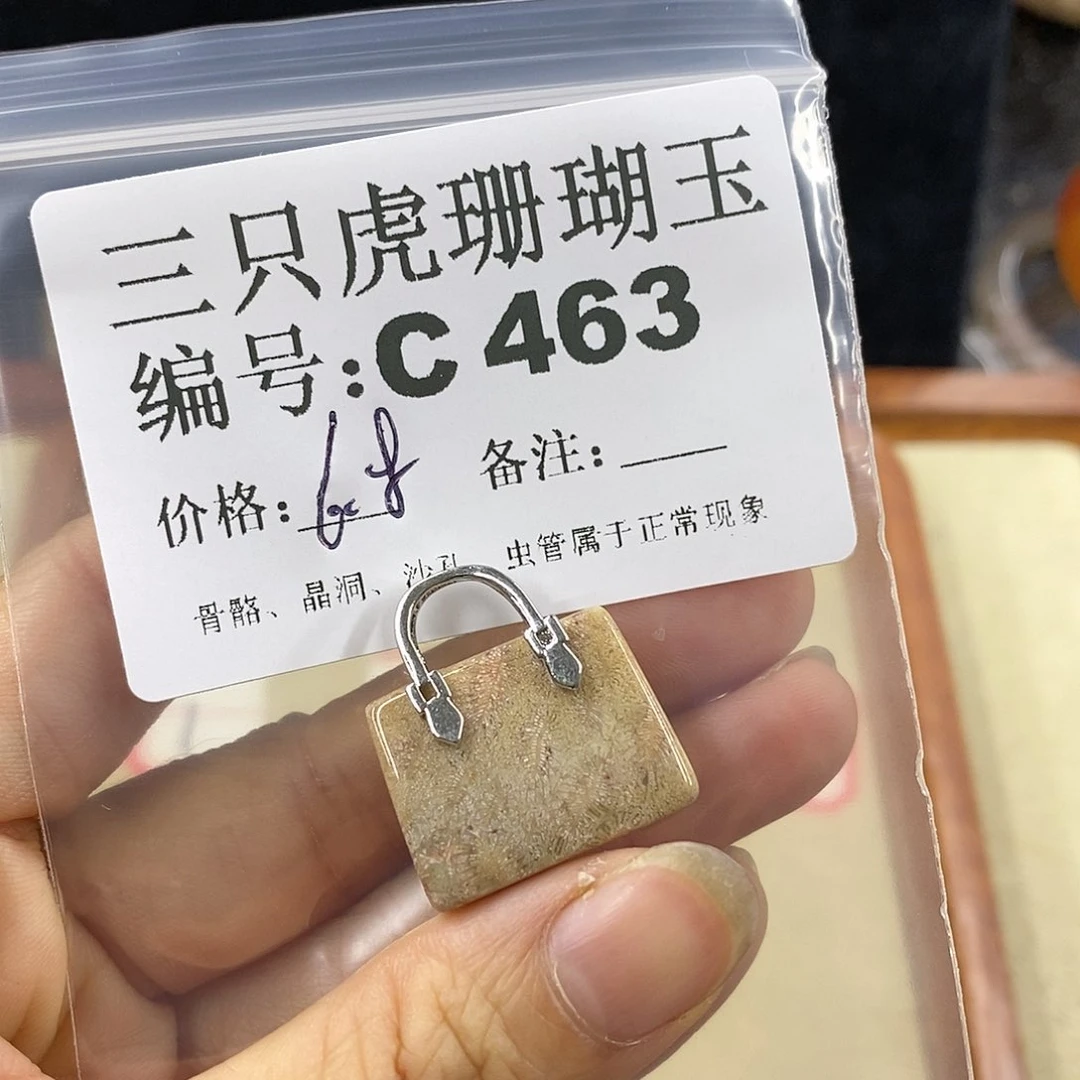 三只虎珊瑚玉
编号:C 463
价格: 备注:
骨骼、晶洞、沙孔、虫管属于正常现象